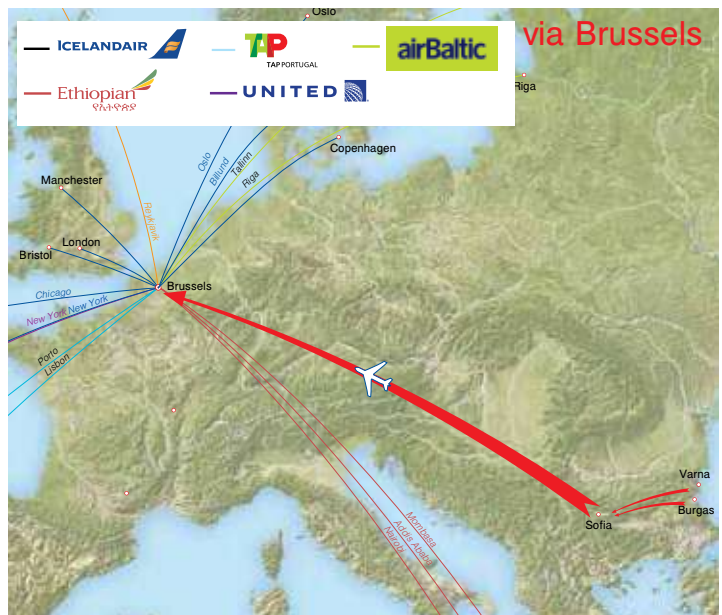 Oslo
via Brussels
ICELANDAIR
TAP
TAP PORTUGAL
airBaltic
Ethiopian
የኢትዮጵያ
UNITED
Riga
Copenhagen
Oslo
Billund
Tallinn
Riga
Manchester
Reykjavik
London
Bristol
Brussels
Chicago
New York
New York
Porto
Lisbon
Varna
Burgas
Sofia
Mombasa
Addis Ababa
Nairobi